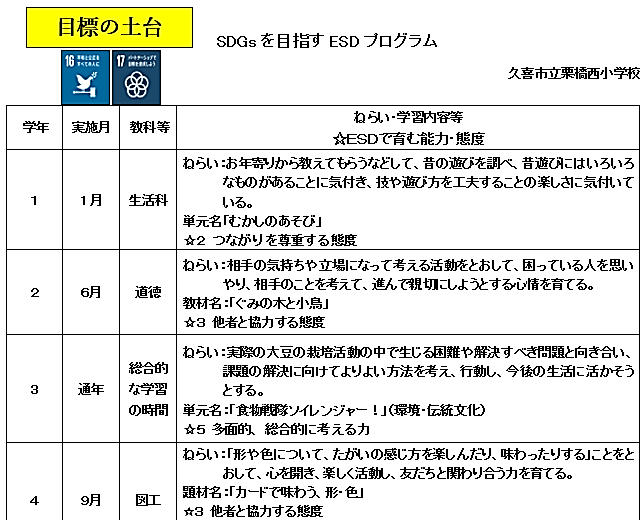 目標の土台
SDGsを目指すESDプログラム
16 平和と公正を
すべての人に
17 パートナーシップで
目標を達成しよう
久喜市立栗橋西小学校
学年 実施月 教科等 ねらい・学習内容等
☆ESDで育む能力・態度
1 1月 生活科
ねらい:お年寄りから教えてもらうなどして、昔の遊びを調べ、昔遊びにはいろいろ
なものがあることに気付き、技や遊び方を工夫することの楽しさに気付いて
いる。
単元名「むかしのあそび」
☆2 つながりを尊重する態度
2 6月 道徳
ねらい:相手の気持ちや立場になって考える活動をとおして、困っている人を思い
やり、相手のことを考えて、進んで親切にしようとする心情を育てる。
教材名:「ぐみの木と小鳥」
☆3 他者と協力する態度
3 通年 総合的
な学習
の時間
ねらい:実際の大豆の栽培活動の中で生じる困難や解決すべき問題と向き合い、
課題の解決に向けてよりよい方法を考え、行動し、今後の生活に活かそう
とする。
単元名:「食物戦隊ソイレンジャー!」(環境・伝統文化)
☆5 多面的、総合的に考える力
4 9月 図工
ねらい:「形や色について、たがいの感じ方を楽しんだり、味わったりする」ことをと
おして、心を開き、楽しく活動し、友だちと関わり合う力を育てる。
題材名:「カードで味わう、形・色」
☆3 他者と協力する態度